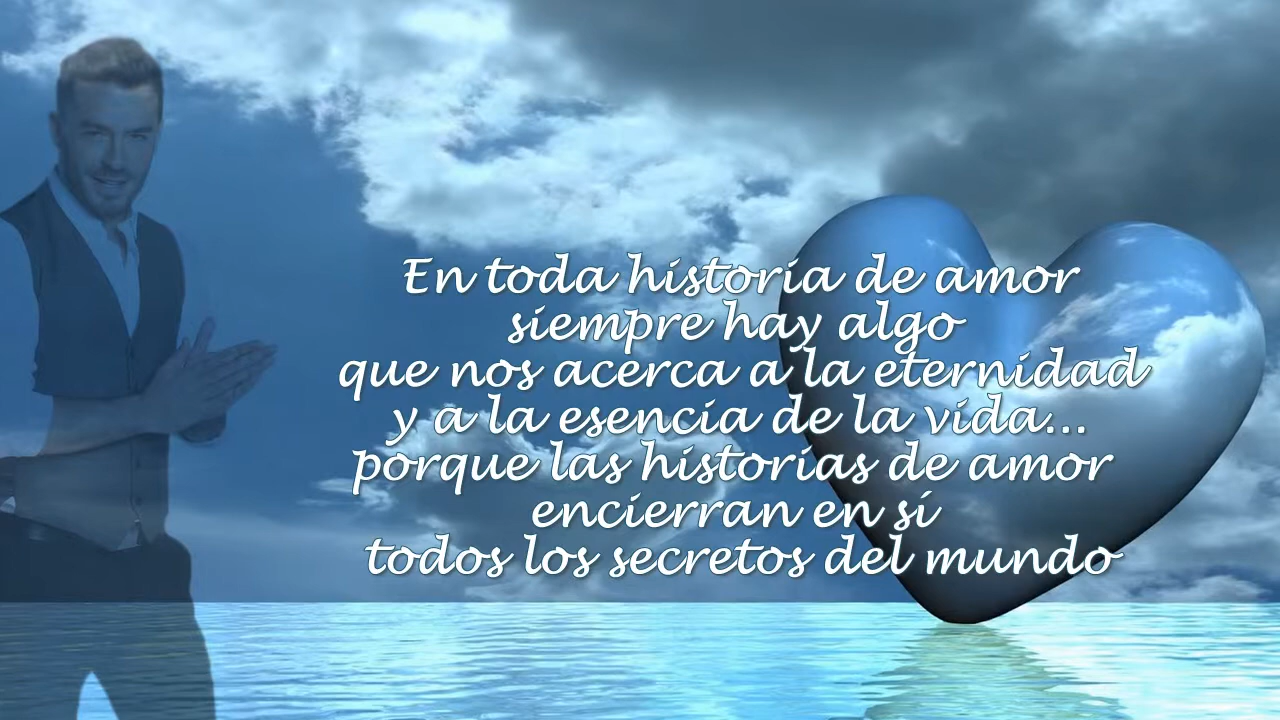 En toda historia de amor
siempre hay algo
que nos acerca a la eternidad
y a la esencia de la vida...
porque las historias de amor
encierran en sí
todos los secretos del mundo